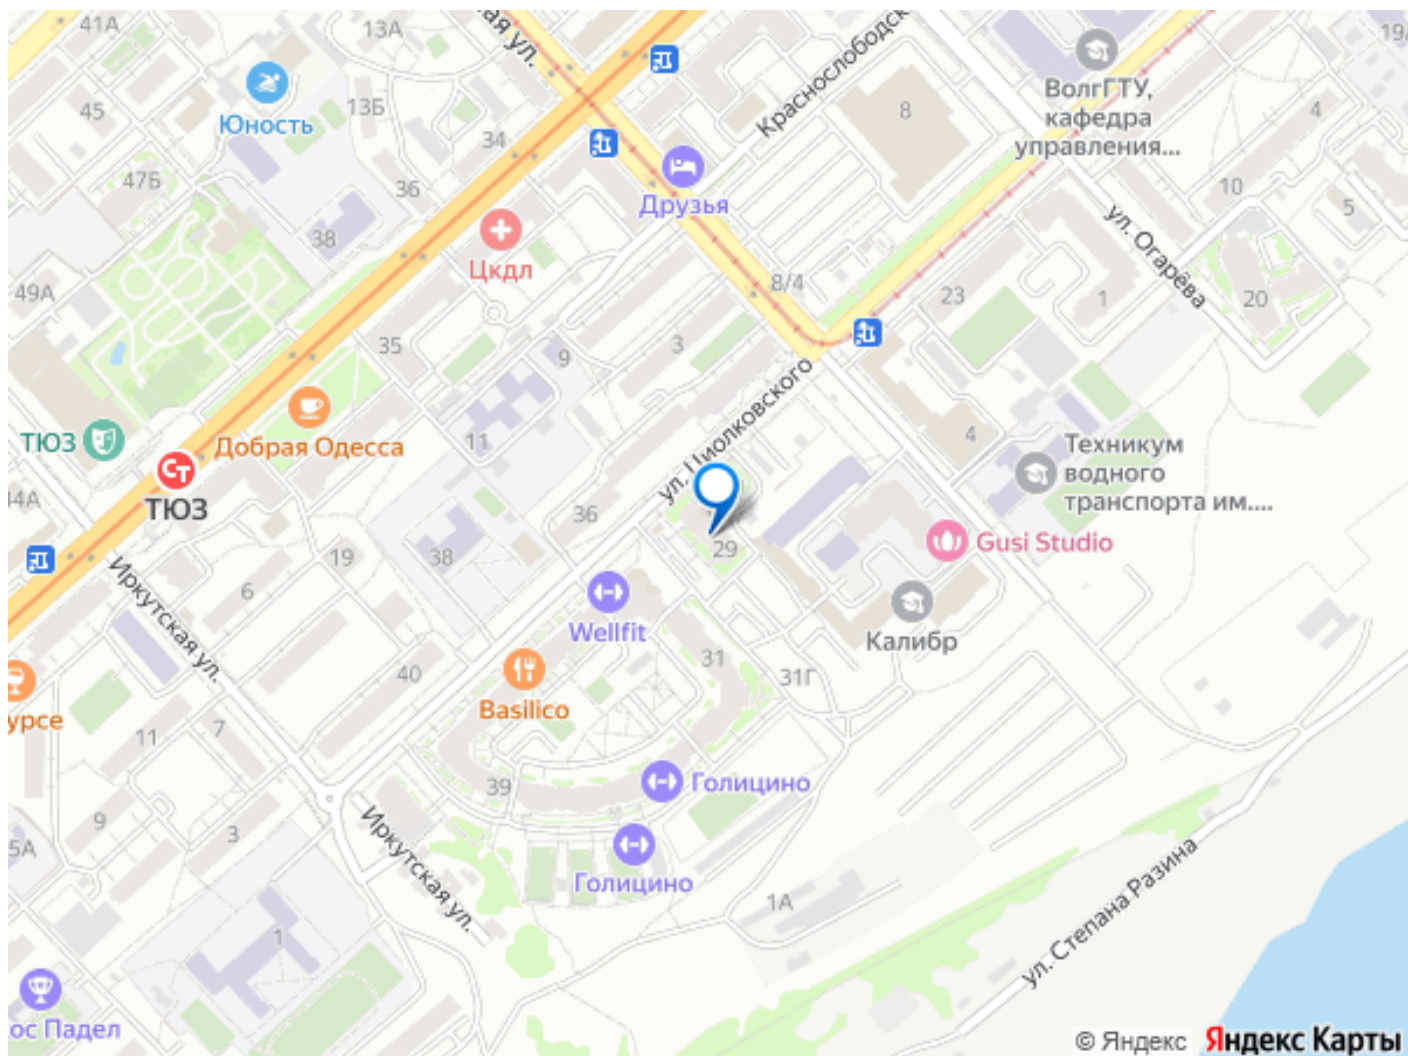 41А
13А
ная ул.
19/
45
Юность
13Б
34
Краснослободск
8
ВолгГТУ,
кафедра
управления...
4
47Б
36
Друзья
10
5
38
Цкдл
ул. Огарёва
49А
8/4
23
1
20
35
9
3
ТЮЗ
Добрая Одесса
11
ул. Циолковского
4
Техникум
водного
транспорта им....
44А
ТЮЗ
36
29
Gusi Studio
19
38
6
Иркутская ул.
Wellfit
Калибр
31
31Г
40
Basilico
урсе
11
7
39
Голицино
9
3
5А
Иркутская ул.
Голицино
1А
ул. Степана Разина
1
ос Падел
© Яндекс Яндекс Карты